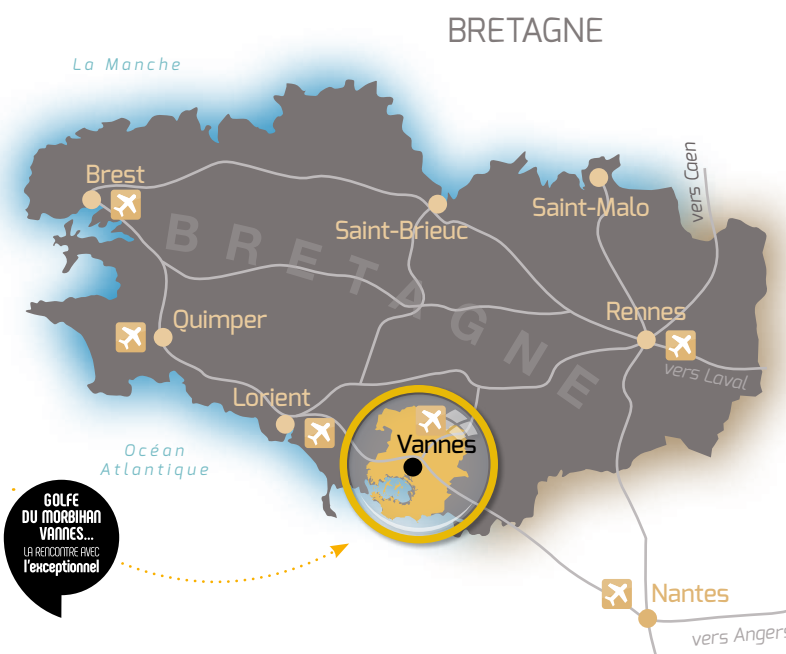 BRETAGNE
La Manche
vers Caen
Brest
Saint-Malo
Saint-Brieuc
BRETAGNE
Rennes
Quimper
vers Laval
Lorient
Vannes
Océan
Atlantique
GOLFE
DU MORBIHAN
VANNES...
LA RENCONTRE AVEC
l'exceptionnel
Nantes
vers Angers